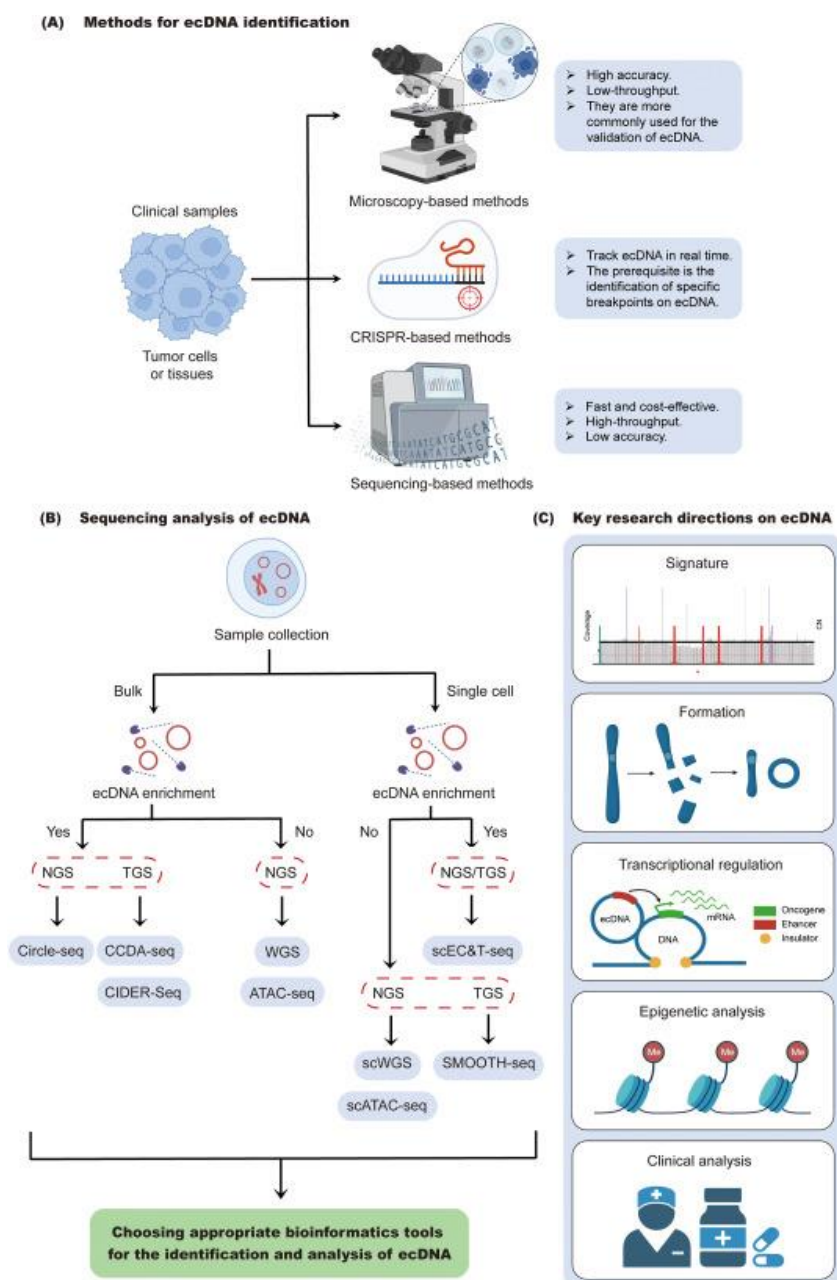 (A) Methods for ecDNA identification
Clinical samples
Tumor cells
or tissues
Microscopy-based methods
➢ High accuracy.
➢ Low-throughput.
➢ They are more
commonly used for the
validation of ecDNA.
CRISPR-based methods
➢ Track ecDNA in real time.
➢ The prerequisite is the
identification of specific
breakpoints on ecDNA.
Sequencing-based methods
➢ Fast and cost-effective.
➢ High-throughput.
➢ Low accuracy.
(B) Sequencing analysis of ecDNA
Sample collection
Bulk
Single cell
ecDNA enrichment
ecDNA enrichment
Yes
No
No
Yes
NGS
TGS
NGS
NGS/TGS
Circle-seq
CCDA-seq
WGS
scEC&T-seq
CIDER-Seq
ATAC-seq
NGS
TGS
scWGS
SMOOTH-seq
scATAC-seq
Choosing appropriate bioinformatics tools
for the identification and analysis of ecDNA
(C) Key research directions on ecDNA
Signature
Coverage
CN
Formation
Transcriptional regulation
ecDNA
mRNA
DNA
Oncogene
Ehancer
Insulator
Epigenetic analysis
Me
Me
Me
Clinical analysis